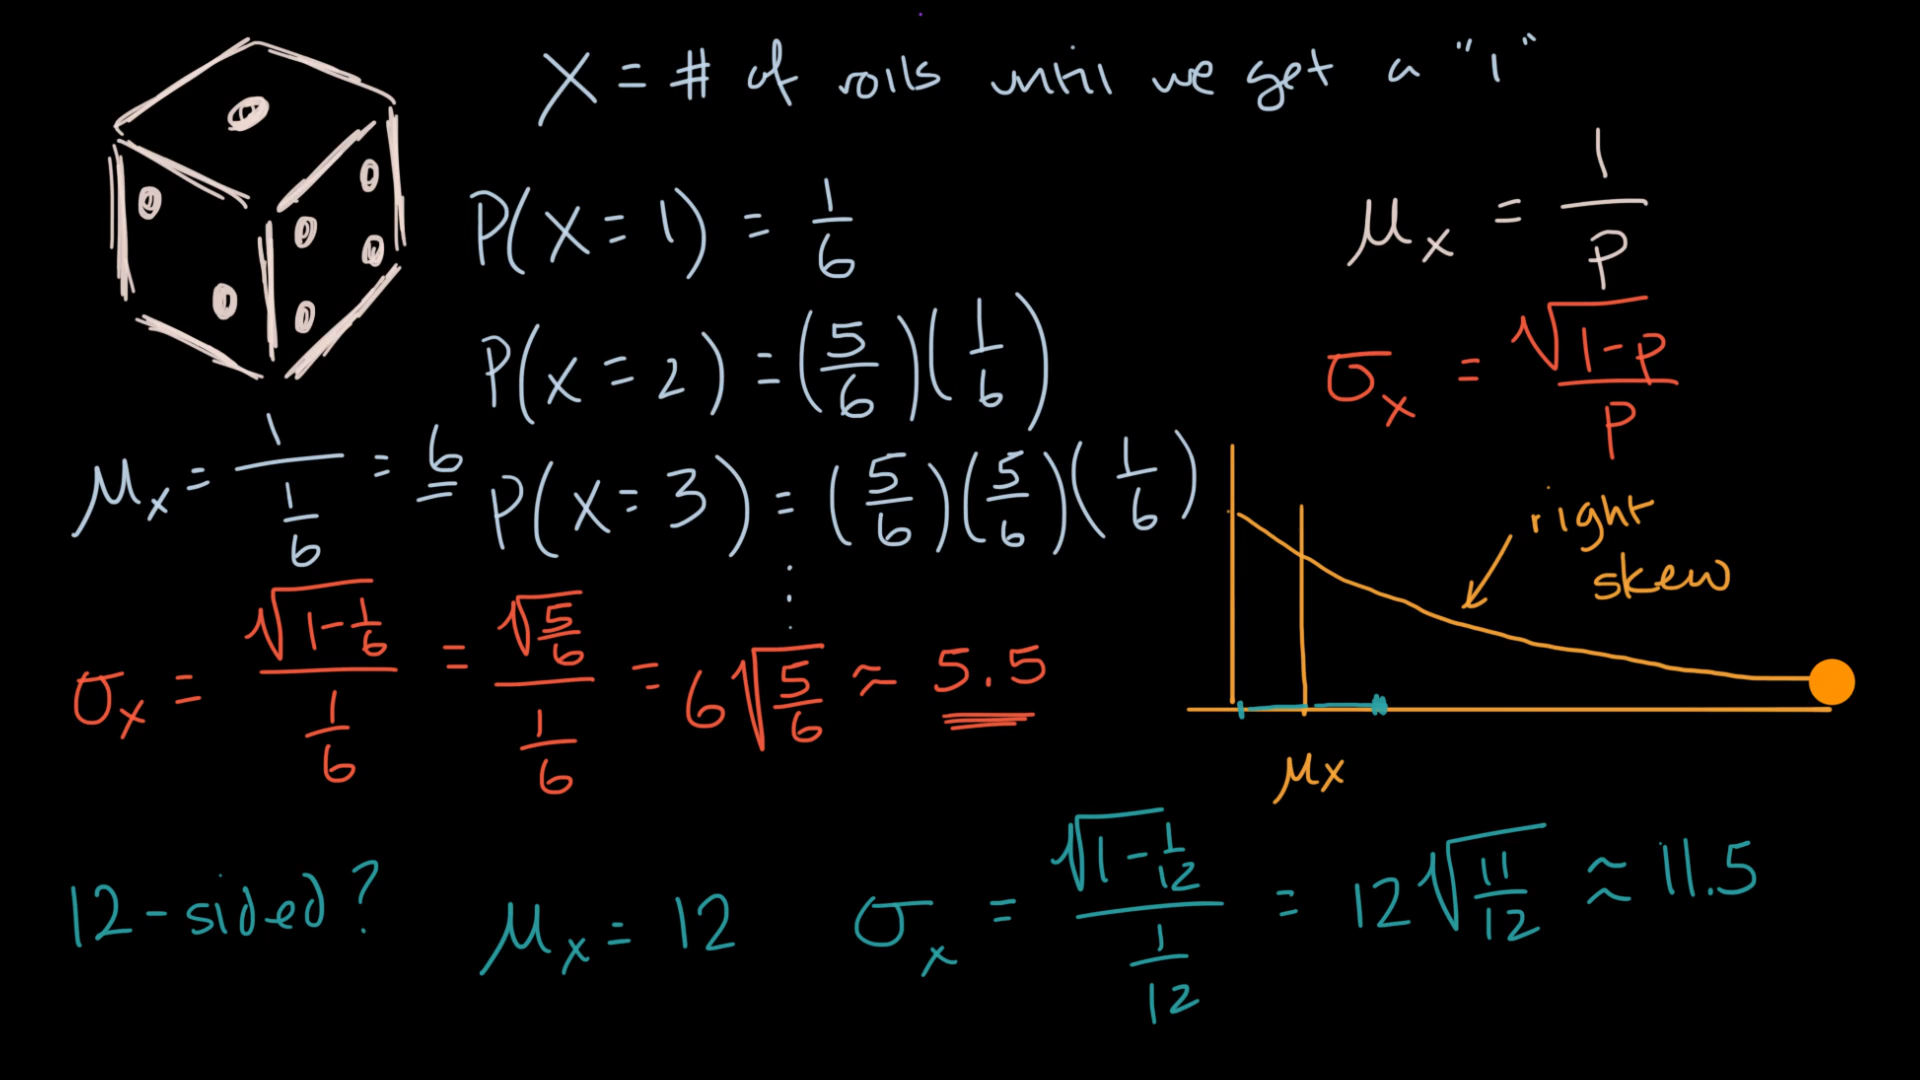 X = # of rolls until we get a "1"
P(X = 1) = 1/6
μx = 1/P
P(X = 2) = (5/6)(1/6)
σx = √(1-P)/P
μx = 1/(1/6) = 6
P(X = 3) = (5/6)(5/6)(1/6)
⋮
right
skew
σx = √(1-1/6)/(1/6) = √(5/6)/(1/6) = 6√(5/6) ≈ 5.5
μx
12-sided? μx = 12 σx = √(1-1/12)/(1/12) = 12√(11/12) ≈ 11.5